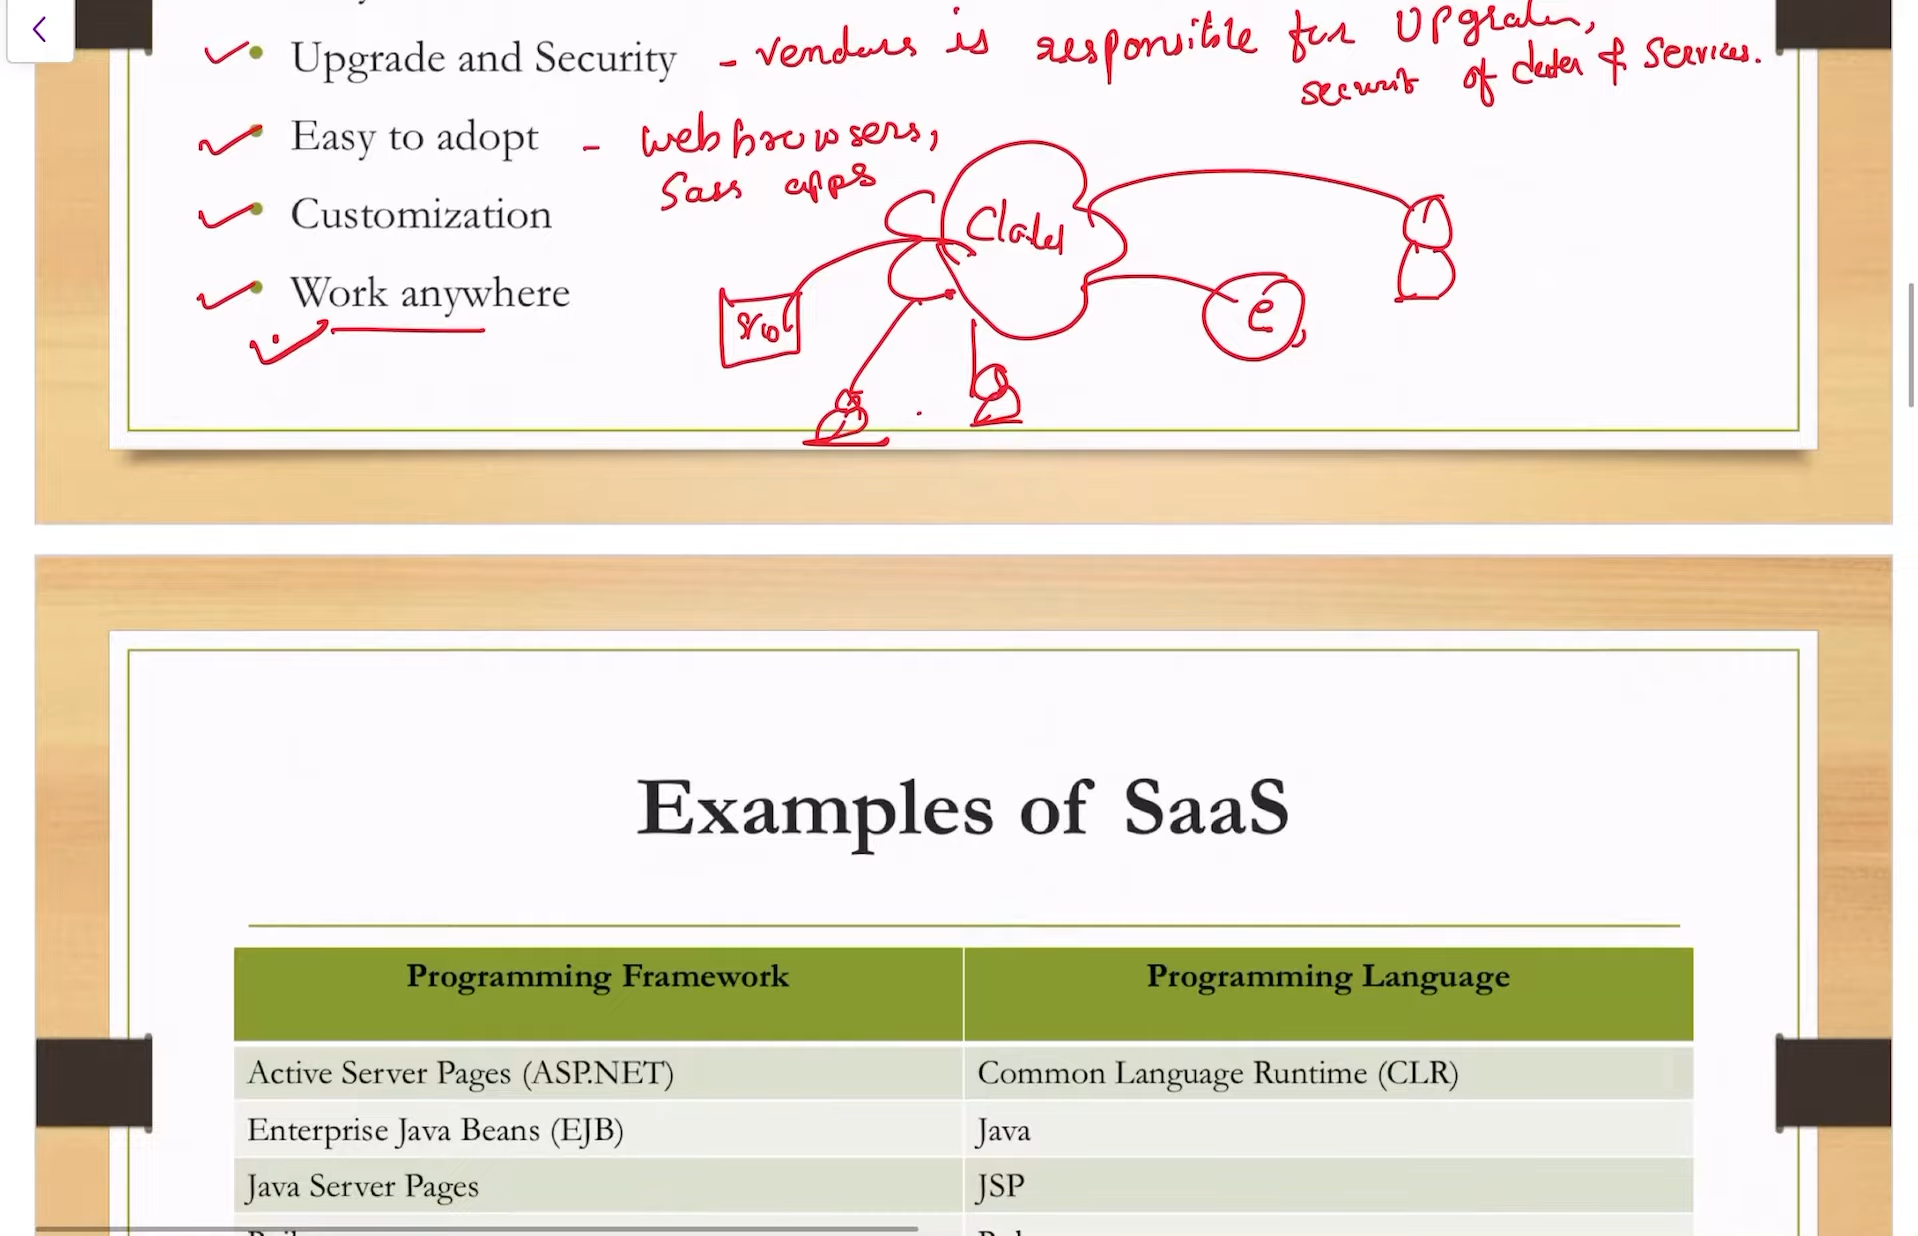 Upgrade and Security - vendors is responsible for Upgrades,
security of data & services.
Easy to adopt - web browsers,
Sass apps
Customization
Cloud
Work anywhere
e
Examples of SaaS
Programming Framework Programming Language
Active Server Pages (ASP.NET) Common Language Runtime (CLR)
Enterprise Java Beans (EJB) Java
Java Server Pages JSP